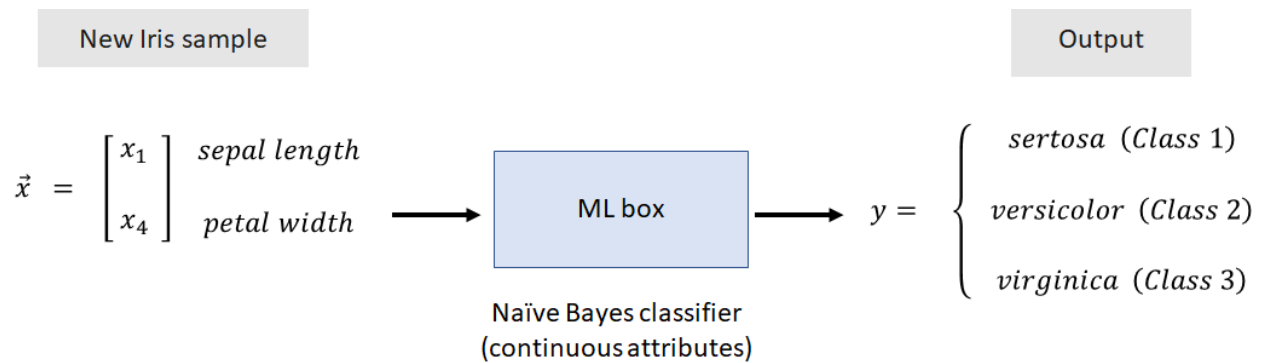 New Iris sample
Output
x⃗ = [ x₁ sepal length
x₄ ] petal width
ML box
y = {
sertosa (Class 1)
versicolor (Class 2)
virginica (Class 3)
Naïve Bayes classifier
(continuous attributes)